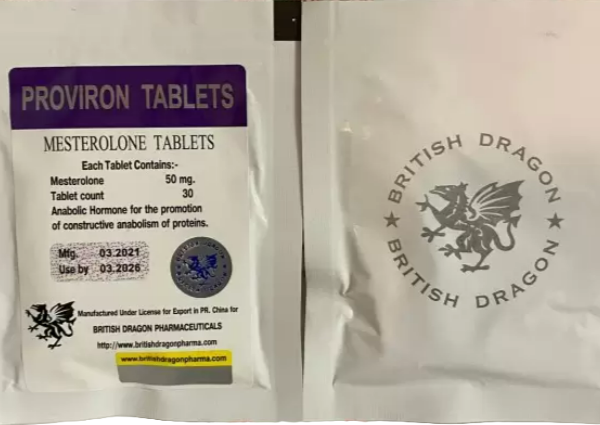 PROVIRON TABLETS
MESTEROLONE TABLETS
Each Tablet Contains:-
Mesterolone 50 mg.
Tablet count 30
Anabolic Hormone for the promotion
of constructive anabolism of proteins.
Mfg. 03.2021
Use by 03.2026
Manufactured Under License for Export in PR. China for
BRITISH DRAGON PHARMACEUTICALS
http://www.britishdragonpharma.com
www.britishdragonpharma.com
★ BRITISH DRAGON ★
BRITISH DRAGON